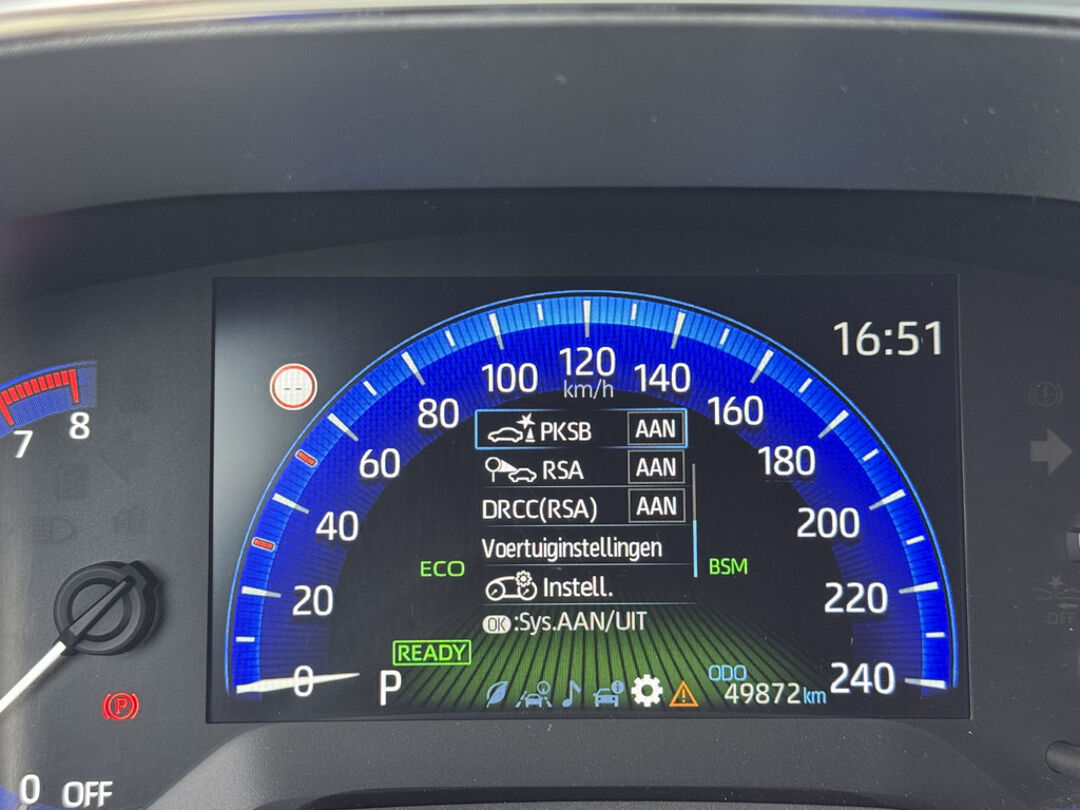 16:51
120
100
140
km/h
80
160
PKSB AAN
7
8
60
RSA AAN
180
DRCC(RSA) AAN
40
200
Voertuiginstellingen
ECO
BSM
Instell.
20
220
OK:Sys.AAN/UIT
READY
0
P
ODO
240
49872km
P
0
OFF
OFF